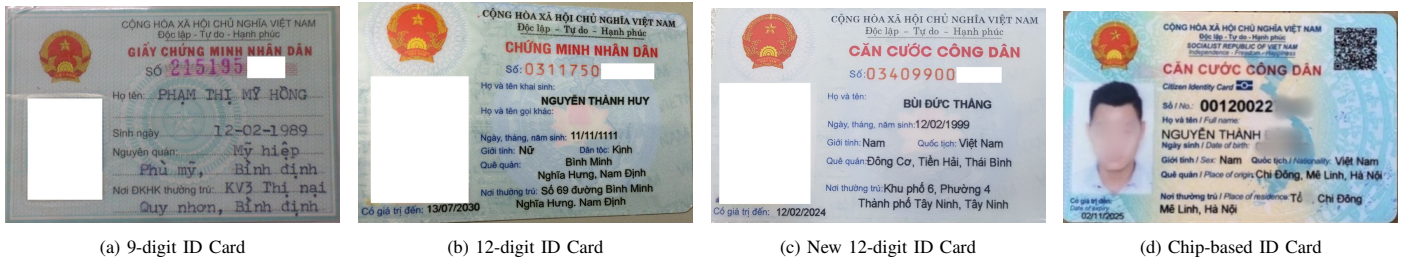 CỘNG HÒA XÃ HỘI CHỦ NGHĨA VIỆT NAM
Độc lập - Tự do - Hạnh phúc
GIẤY CHỨNG MINH NHÂN DÂN
SỐ 215195
Họ tên: PHẠM THỊ MỸ HỒNG
Sinh ngày 12-02-1989
Nguyên quán: Mỹ hiệp
Phù mỹ, Bình định
Nơi ĐKHK thường trú: KV3 Thị nại
Quy nhơn, Bình định
(a) 9-digit ID Card
CỘNG HÒA XÃ HỘI CHỦ NGHĨA VIỆT NAM
Độc lập - Tự do - Hạnh phúc
CHỨNG MINH NHÂN DÂN
Số: 0311750
Họ và tên khai sinh:
NGUYỄN THÀNH HUY
Họ và tên gọi khác:
Ngày, tháng, năm sinh: 11/11/1111
Giới tính: Nữ Dân tộc: Kinh
Quê quán: Bình Minh
Nghĩa Hưng, Nam Định
Nơi thường trú: Số 69 đường Bình Minh
Nghĩa Hưng. Nam Định
Có giá trị đến: 13/07/2030
(b) 12-digit ID Card
CỘNG HÒA XÃ HỘI CHỦ NGHĨA VIỆT NAM
Độc lập - Tự do - Hạnh phúc
CĂN CƯỚC CÔNG DÂN
Số: 03409900
Họ và tên:
BÙI ĐỨC THẮNG
Ngày, tháng, năm sinh: 12/02/1999
Giới tính: Nam Quốc tịch: Việt Nam
Quê quán: Đông Cơ, Tiền Hải, Thái Bình
Nơi thường trú: Khu phố 6, Phường 4
Thành phố Tây Ninh, Tây Ninh
Có giá trị đến: 12/02/2024
(c) New 12-digit ID Card
CỘNG HÒA XÃ HỘI CHỦ NGHĨA VIỆT NAM
Độc lập - Tự do - Hạnh phúc
SOCIALIST REPUBLIC OF VIET NAM
Independence - Freedom - Happiness
CĂN CƯỚC CÔNG DÂN
Citizen Identity Card
Số / No.: 00120022
Họ và tên / Full name:
NGUYỄN THÀNH
Ngày sinh / Date of birth:
Giới tính / Sex: Nam Quốc tịch / Nationality: Việt Nam
Quê quán / Place of origin: Chi Đông, Mê Linh, Hà Nội
Nơi thường trú / Place of residence: Tổ Chi Đông
Mê Linh, Hà Nội
Có giá trị đến:
Date of expiry
02/11/2025
(d) Chip-based ID Card